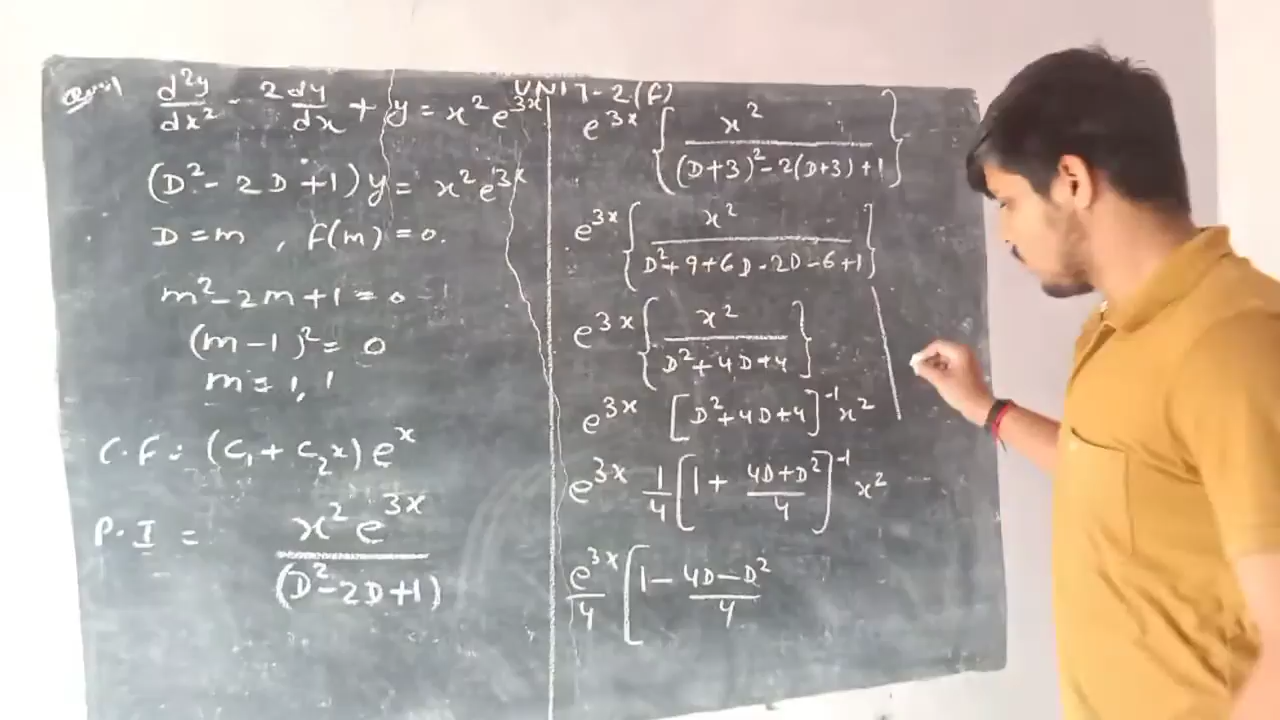 UNIT-2(F)
Ques-1 d²y/dx² - 2dy/dx + y = x² e^3x
(D² - 2D + 1)y = x² e^3x
D = m , F(m) = 0.
m² - 2m + 1 = 0
(m - 1)² = 0
m = 1, 1
C.F = (C₁ + C₂x) e^x
P.I = x² e^3x / (D² - 2D + 1)
e^3x { x² / (D+3)² - 2(D+3) + 1 }
e^3x { x² / D² + 9 + 6D - 2D - 6 + 1 }
e^3x { x² / D² + 4D + 4 }
e^3x [D² + 4D + 4]^-1 x²
e^3x 1/4 [1 + 4D + D² / 4]^-1 x²
e^3x/4 [1 - 4D - D² / 4